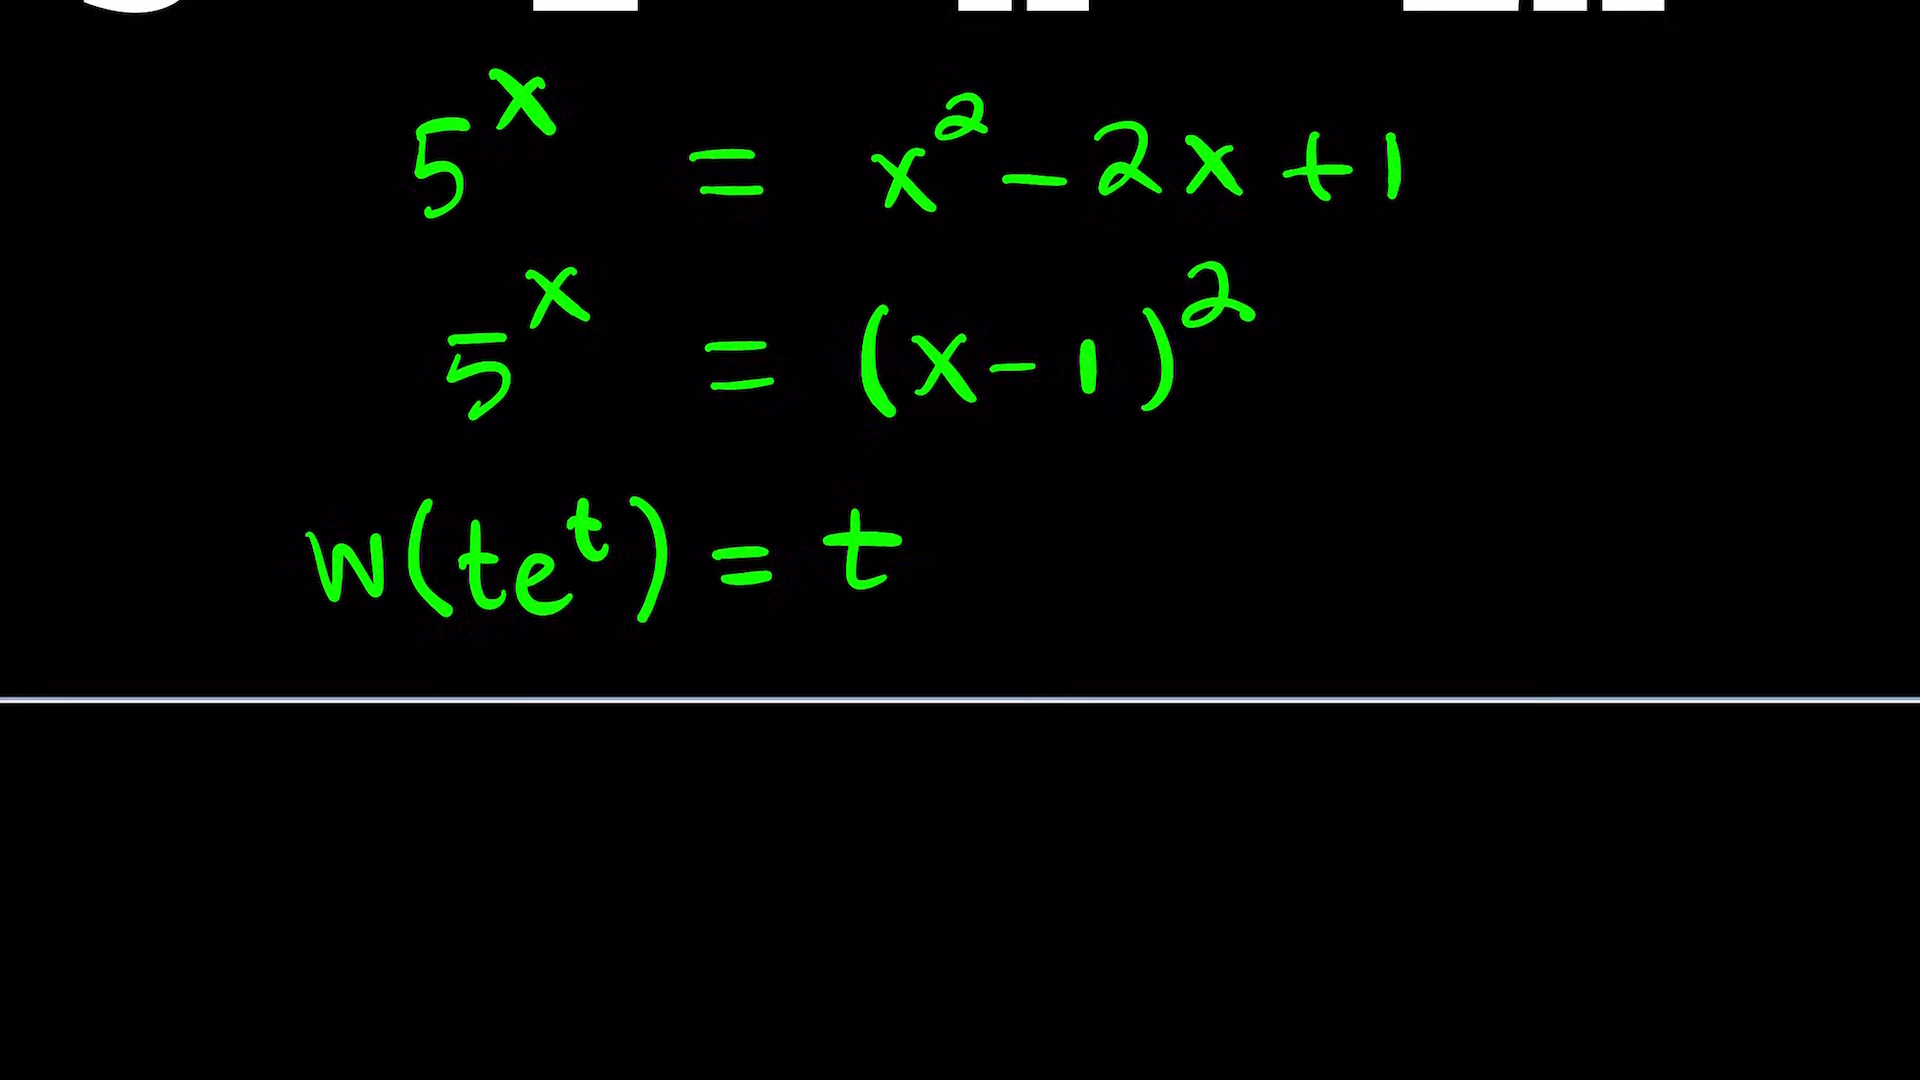 5^x = x^2 - 2x + 1
5^x = (x - 1)^2
W(te^t) = t